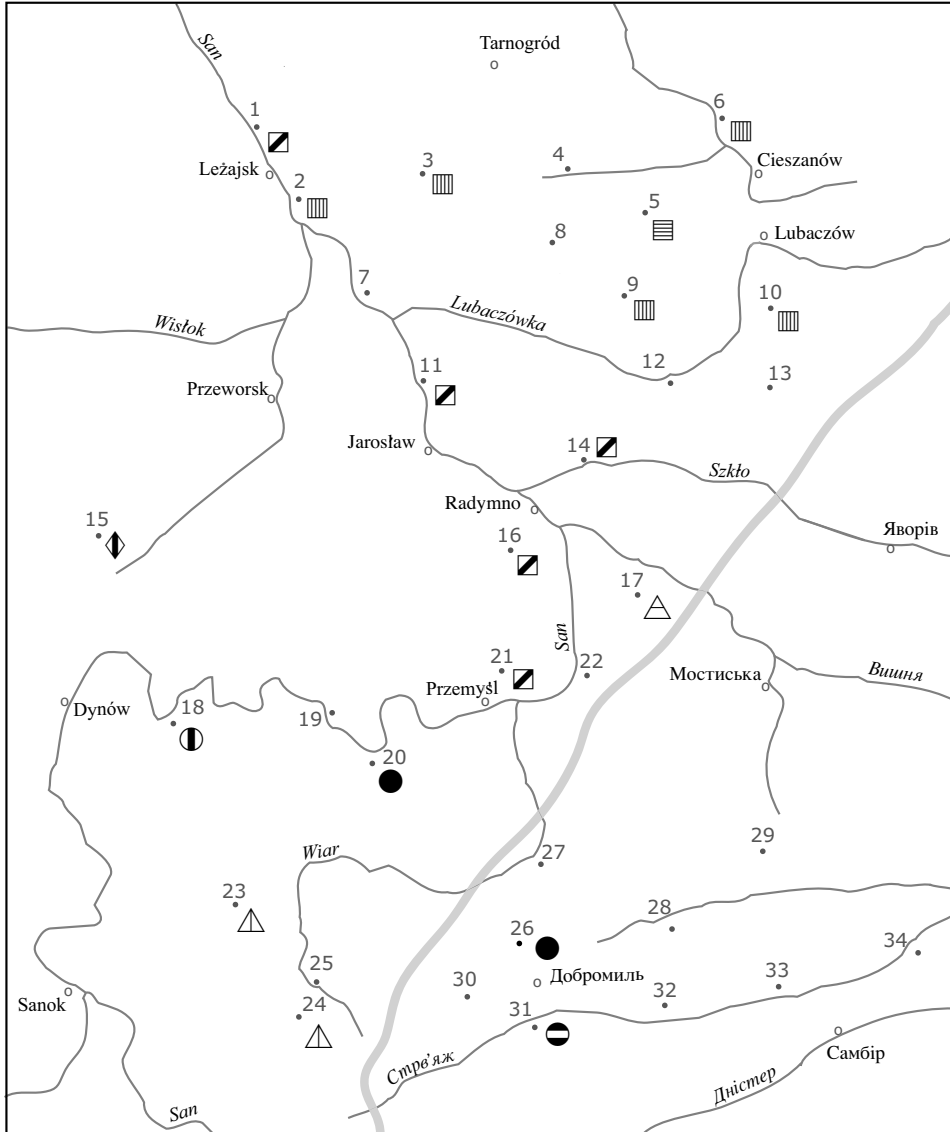 San
Tarnogród
1
6
3
4
Leżajsk
Cieszanów
2
5
8
Lubaczów
7
9
10
Wisłok
Lubaczówka
11
12
13
Przeworsk
Jarosław
14
Szkło
Radymno
15
16
Яворів
17
San
21
22
Przemyśl
Мостиська
Вишня
Dynów
18
19
20
Wiar
27
29
23
28
26
34
25
30
Добромиль
33
Sanok
24
31
32
Самбір
Стрв'яж
Дністер
San